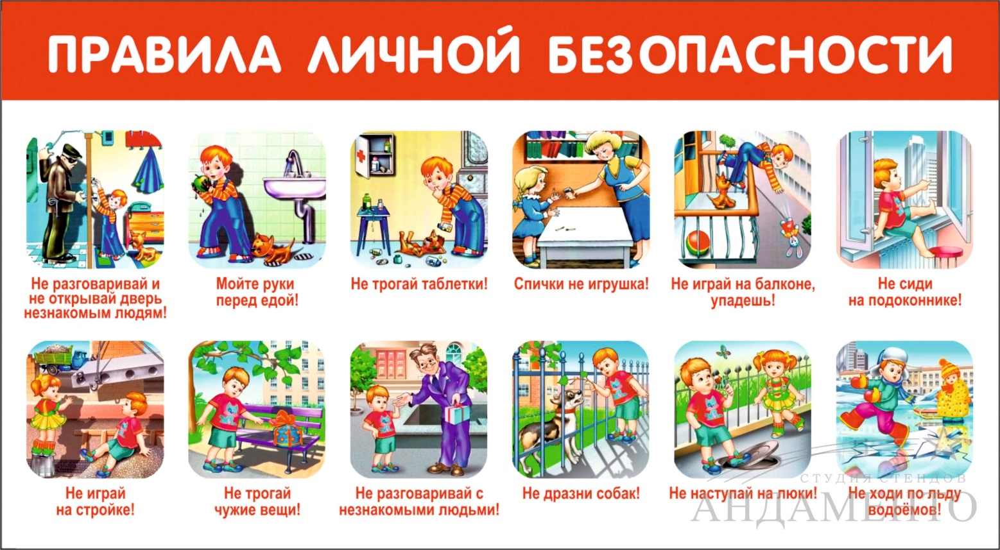 ПРАВИЛА ЛИЧНОЙ БЕЗОПАСНОСТИ
Не разговаривай и
не открывай дверь
незнакомым людям!
Мойте руки
перед едой!
Не трогай таблетки!
Спички не игрушка!
Не играй на балконе,
упадешь!
Не сиди
на подоконнике!
Не играй
на стройке!
Не трогай
чужие вещи!
Не разговаривай с
незнакомыми людьми!
Не дразни собак!
Не наступай на люки!
Не ходи по льду
водоёмов!
СТУДИЯ СТЕНДОВ
АНДАМЕНТО